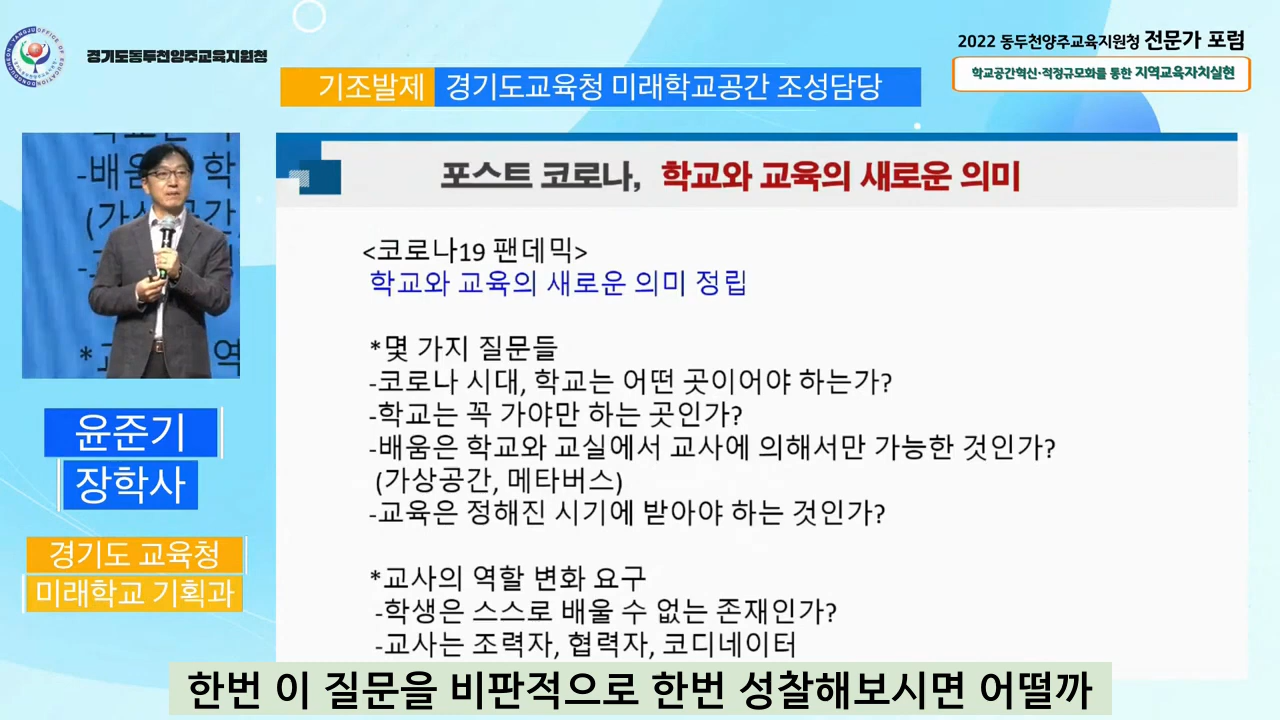 경기도동두천양주교육지원청
2022 동두천양주교육지원청 전문가 포럼
학교공간혁신·적정규모화를 통한 지역교육자치실현
기조발제 경기도교육청 미래학교공간 조성담당
포스트 코로나, 학교와 교육의 새로운 의미
<코로나19 팬데믹>
학교와 교육의 새로운 의미 정립
*몇 가지 질문들
-코로나 시대, 학교는 어떤 곳이어야 하는가?
-학교는 꼭 가야만 하는 곳인가?
-배움은 학교와 교실에서 교사에 의해서만 가능한 것인가?
(가상공간, 메타버스)
-교육은 정해진 시기에 받아야 하는 것인가?
*교사의 역할 변화 요구
-학생은 스스로 배울 수 없는 존재인가?
-교사는 조력자, 협력자, 코디네이터
-배움 학
(가상공간,
윤준기
장학사
경기도 교육청
미래학교 기획과
한번 이 질문을 비판적으로 한번 성찰해보시면 어떨까